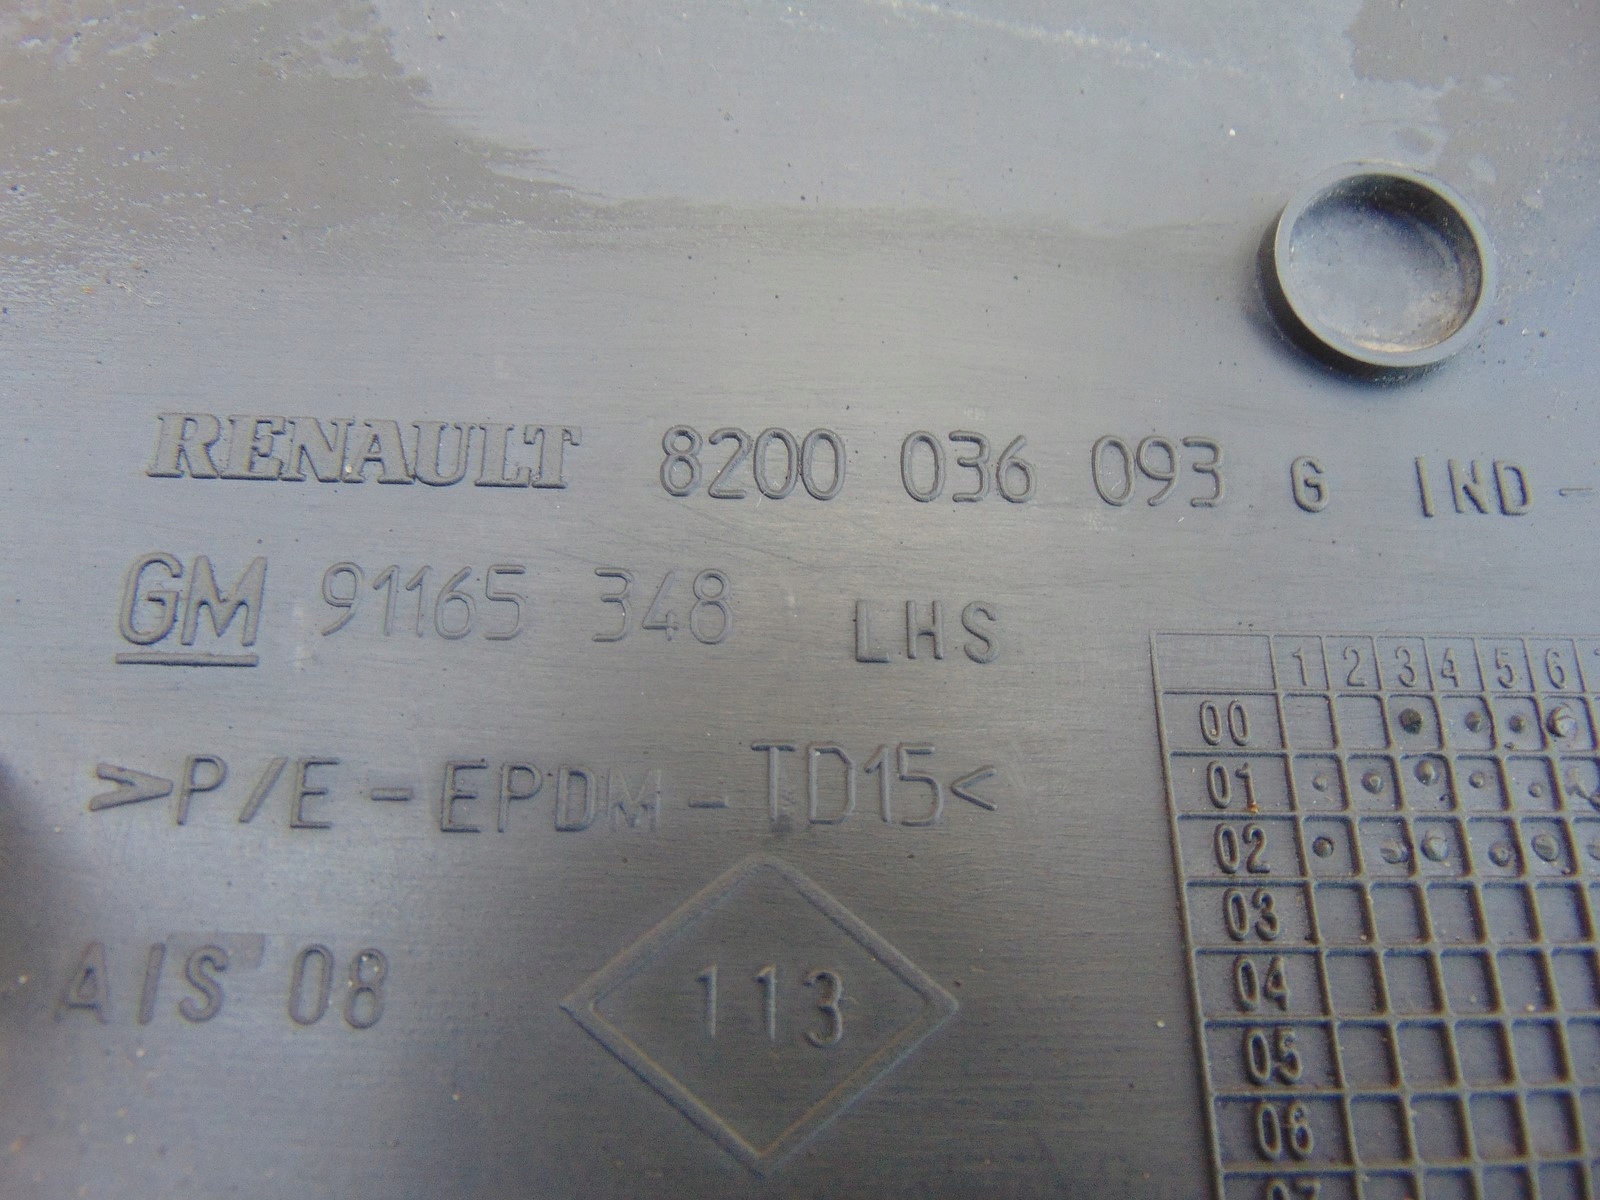 RENAULT 8200 036 093 G IND -
GM 91165 348 LHS
>P/E-EPDM-TD15<
AIS 08
113
1 2 3 4 5 6
00
01
02
03
04
05
06
07